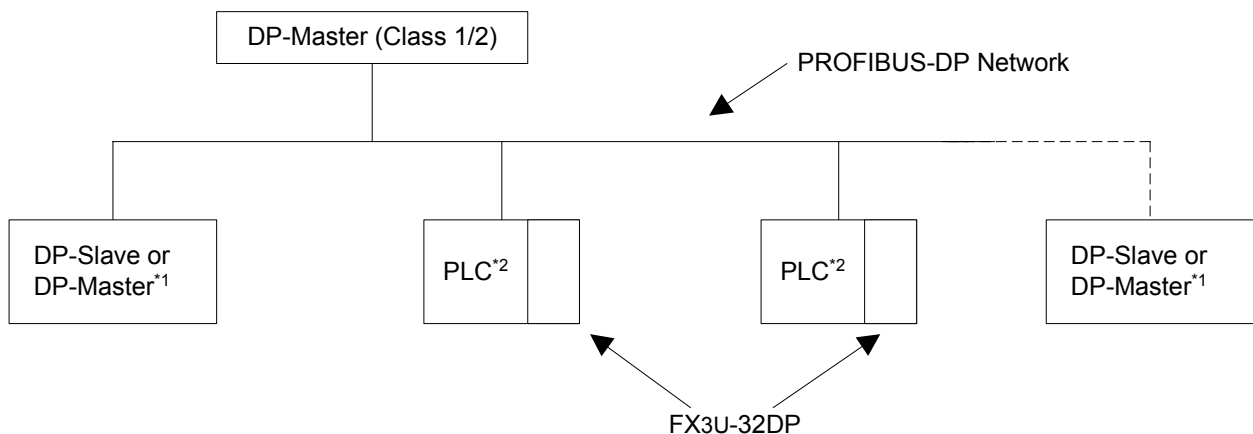 DP-Master (Class 1/2)
PROFIBUS-DP Network
DP-Slave or
DP-Master*1
PLC*2
PLC*2
DP-Slave or
DP-Master*1
FX3U-32DP